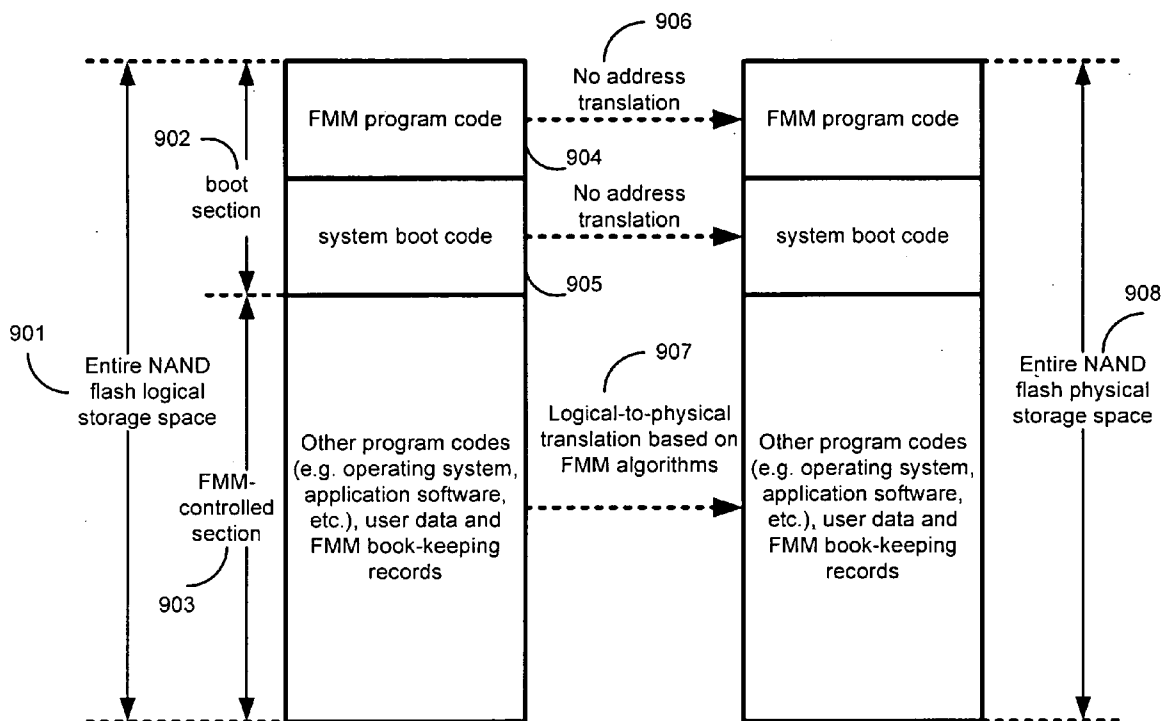 906
No address
translation
FMM program code
FMM program code
902
904
boot
section
No address
translation
system boot code
system boot code
905
901
908
907
Entire NAND
flash logical
storage space
Entire NAND
flash physical
storage space
Logical-to-physical
translation based on
FMM algorithms
Other program codes
(e.g. operating system,
application software,
etc.), user data and
FMM book-keeping
records
Other program codes
(e.g. operating system,
application software,
etc.), user data and
FMM book-keeping
records
FMM-
controlled
section
903